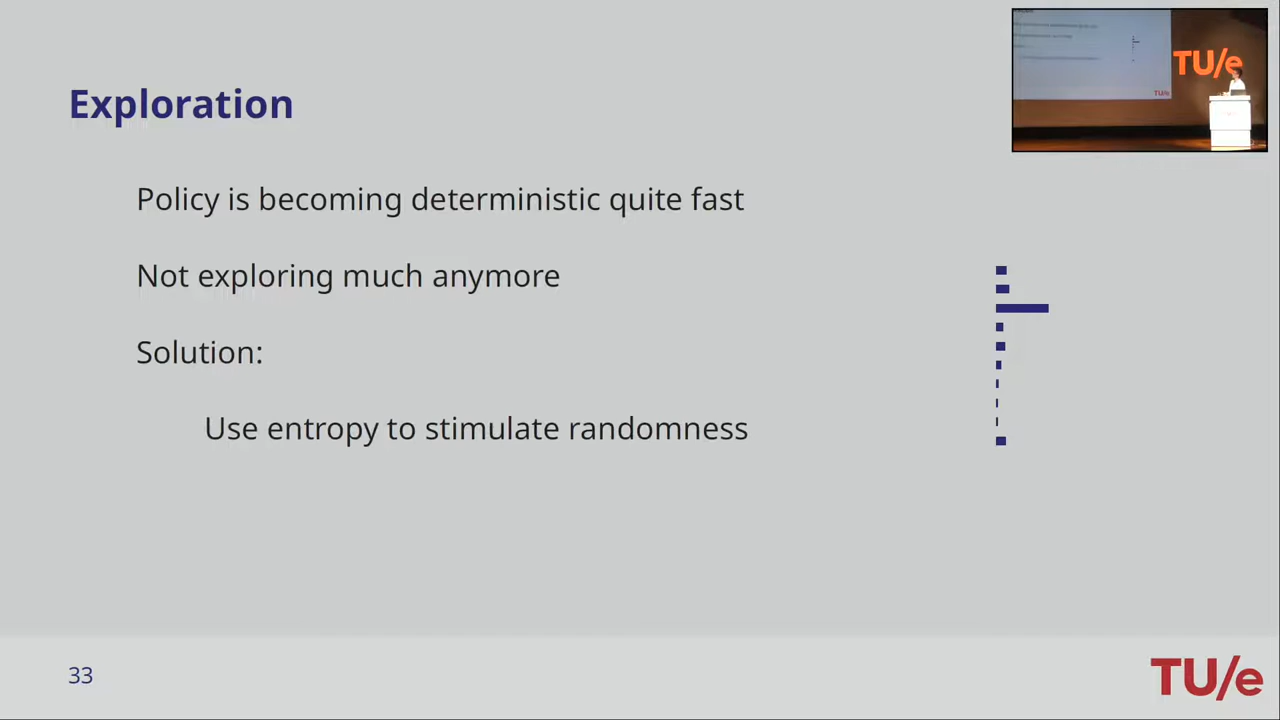 Exploration
Policy is becoming deterministic quite fast
Not exploring much anymore
Solution:
Use entropy to stimulate randomness
33
TU/e
TU/e
TU/e